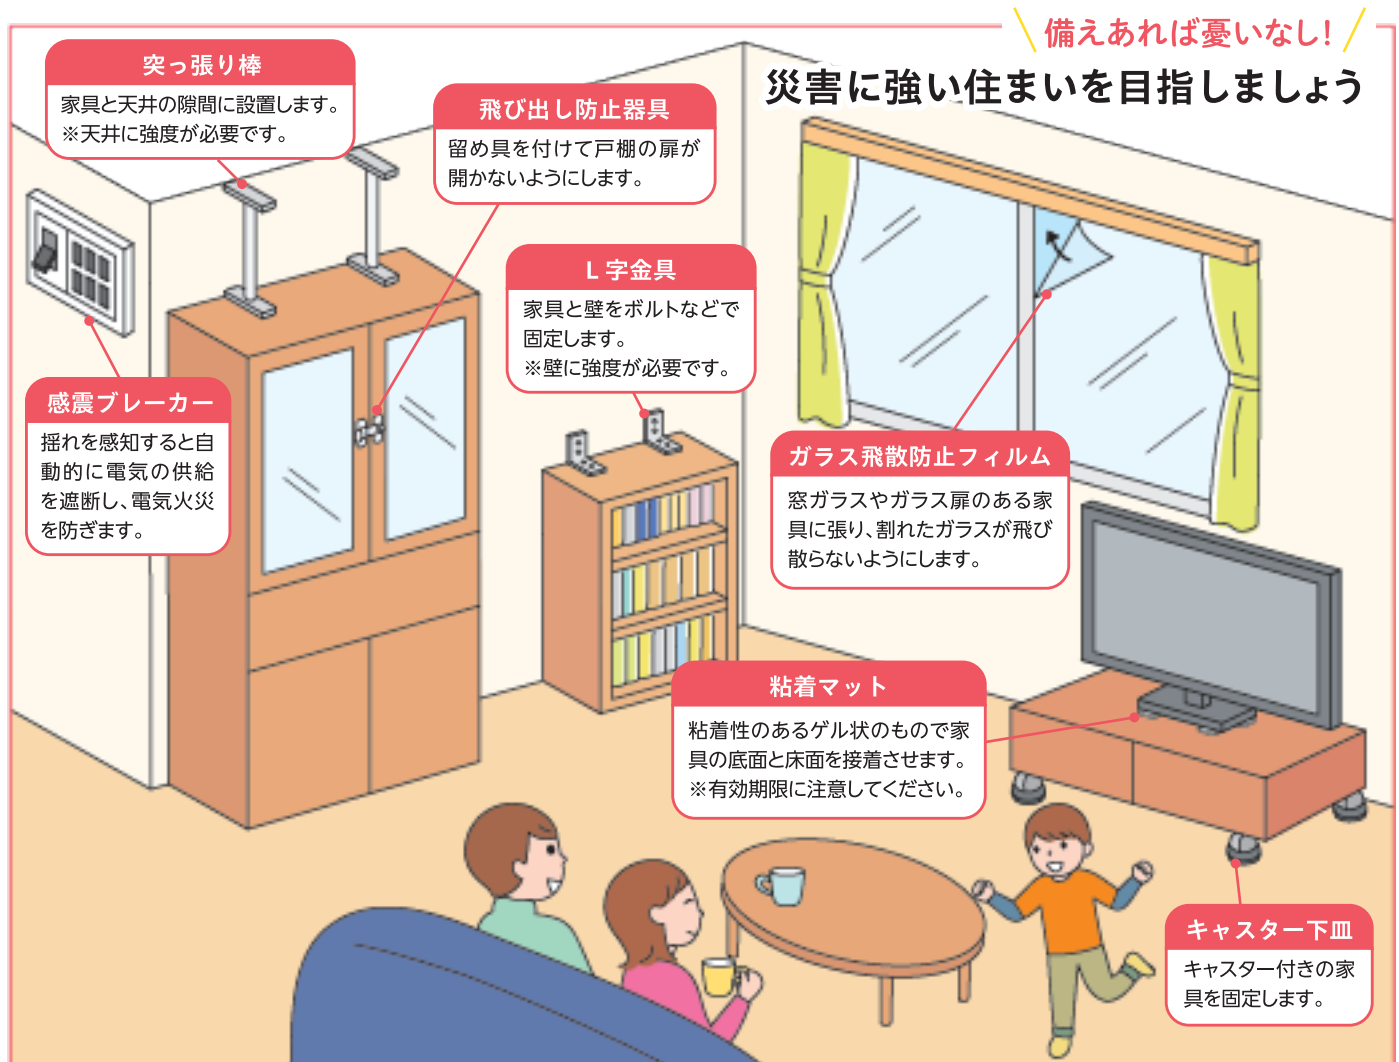 備えあれば憂いなし!
災害に強い住まいを目指しましょう
突っ張り棒
家具と天井の隙間に設置します。
※天井に強度が必要です。
飛び出し防止器具
留め具を付けて戸棚の扉が
開かないようにします。
L字金具
家具と壁をボルトなどで
固定します。
※壁に強度が必要です。
感震ブレーカー
揺れを感知すると自
動的に電気の供給
を遮断し、電気火災
を防ぎます。
ガラス飛散防止フィルム
窓ガラスやガラス扉のある家
具に張り、割れたガラスが飛び
散らないようにします。
粘着マット
粘着性のあるゲル状のもので家
具の底面と床面を接着させます。
※有効期限に注意してください。
キャスター下皿
キャスター付きの家
具を固定します。